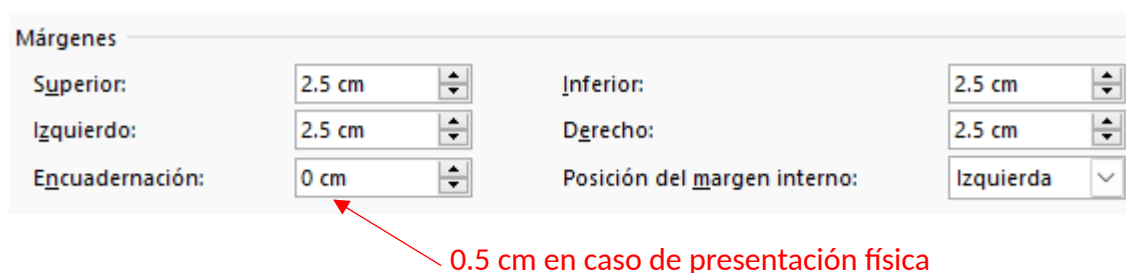 Márgenes
Superior: 2.5 cm Inferior: 2.5 cm
Izquierdo: 2.5 cm Derecho: 2.5 cm
Encuadernación: 0 cm Posición del margen interno: Izquierda
0.5 cm en caso de presentación física